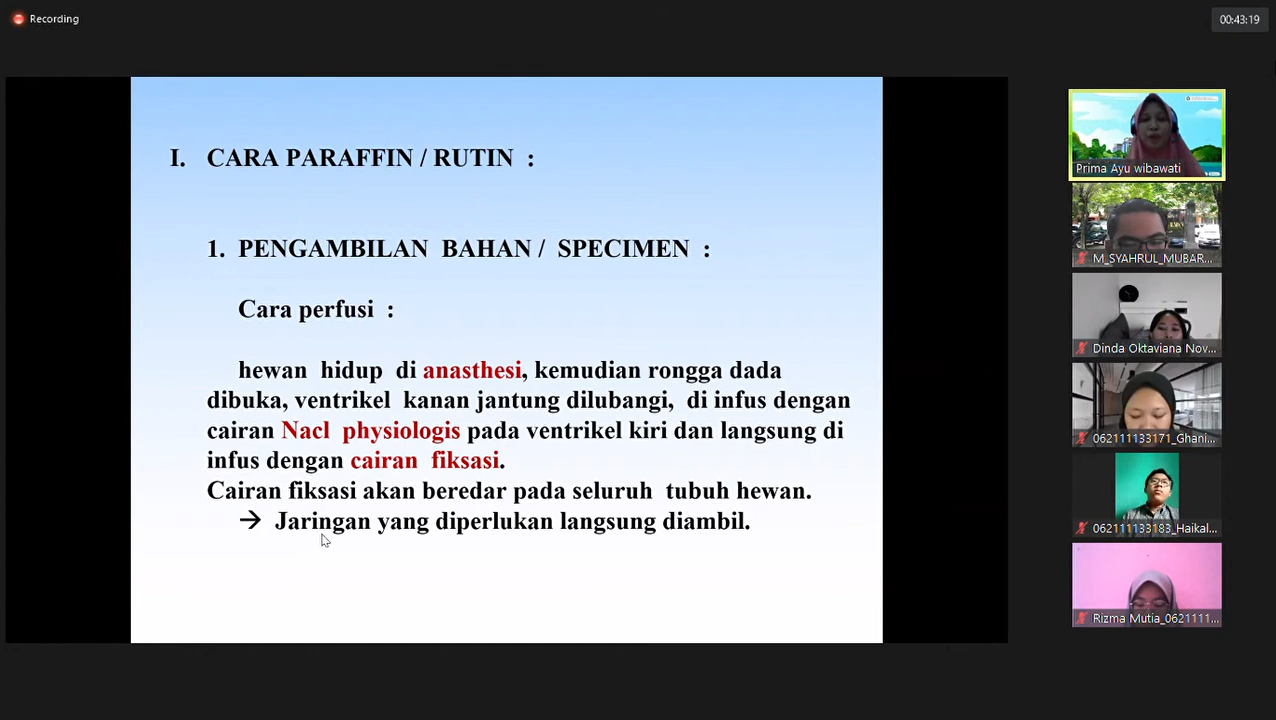 Recording
00:43:19
I. CARA PARAFFIN / RUTIN :
1. PENGAMBILAN BAHAN / SPECIMEN :
Cara perfusi :
hewan hidup di anasthesi, kemudian rongga dada
dibuka, ventrikel kanan jantung dilubangi, di infus dengan
cairan Nacl physiologis pada ventrikel kiri dan langsung di
infus dengan cairan fiksasi.
Cairan fiksasi akan beredar pada seluruh tubuh hewan.
→ Jaringan yang diperlukan langsung diambil.
Prima Ayu wibawati
M_SYAHRUL_MUBAR...
Dinda Oktaviana Nov...
062111133171_Ghani...
062111133183_Haikal...
Rizma Mutia_0621111...